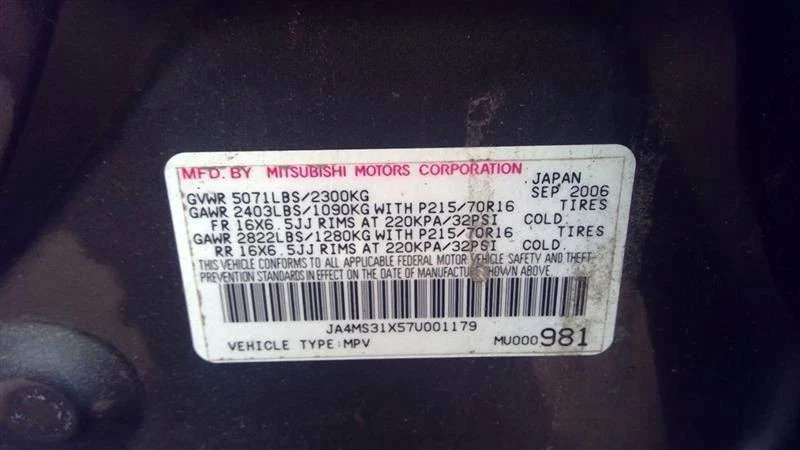 MFD. BY MITSUBISHI MOTORS CORPORATION JAPAN
GVWR 5071LBS/2300KG SEP 2006
GAWR 2403LBS/1090KG WITH P215/70R16 TIRES
FR 16X6.5JJ RIMS AT 220KPA/32PSI COLD.
GAWR 2822LBS/1280KG WITH P215/70R16 TIRES
RR 16X6.5JJ RIMS AT 220KPA/32PSI COLD.
THIS VEHICLE CONFORMS TO ALL APPLICABLE FEDERAL MOTOR VEHICLE SAFETY AND THEFT
PREVENTION STANDARDS IN EFFECT ON THE DATE OF MANUFACTURE SHOWN ABOVE.
JA4MS31X57U001179
VEHICLE TYPE:MPV MU000981